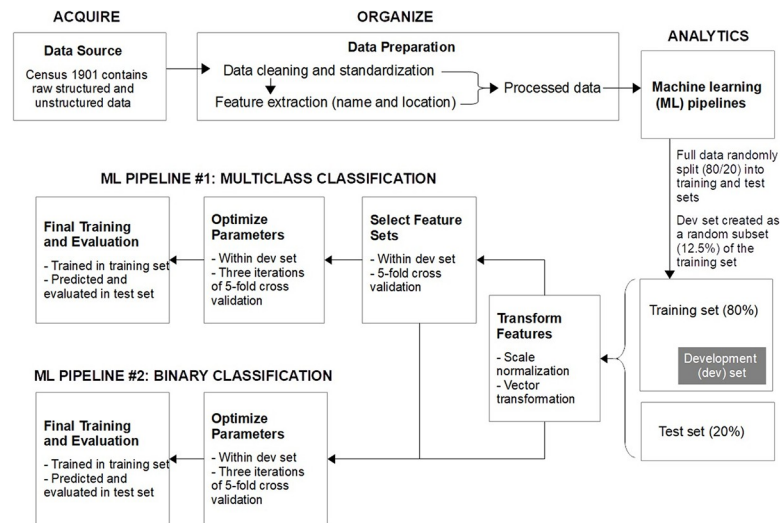 ACQUIRE
ORGANIZE
ANALYTICS
Data Source
Census 1901 contains
raw structured and
unstructured data
Data Preparation
Data cleaning and standardization
Feature extraction (name and location)
Processed data
Machine learning
(ML) pipelines
Full data randomly
split (80/20) into
training and test
sets
Dev set created as
a random subset
(12.5%) of the
training set
Training set (80%)
Development
(dev) set
Test set (20%)
Transform
Features
- Scale
normalization
- Vector
transformation
ML PIPELINE #1: MULTICLASS CLASSIFICATION
Final Training
and Evaluation
- Trained in training set
- Predicted and
evaluated in test set
Optimize
Parameters
- Within dev set
- Three iterations
of 5-fold cross
validation
Select Feature
Sets
- Within dev set
- 5-fold cross
validation
ML PIPELINE #2: BINARY CLASSIFICATION
Final Training
and Evaluation
- Trained in training set
- Predicted and
evaluated in test set
Optimize
Parameters
- Within dev set
- Three iterations
of 5-fold cross
validation